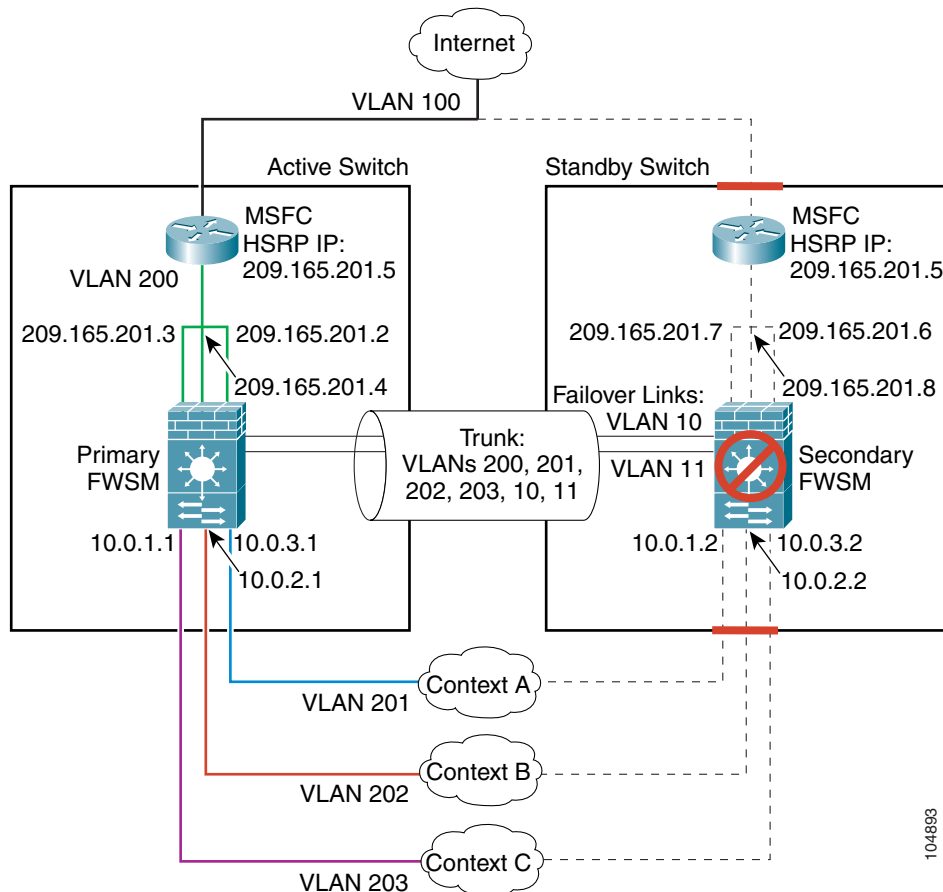 Internet
VLAN 100
Active Switch
Standby Switch
MSFC
HSRP IP:
209.165.201.5
MSFC
HSRP IP:
209.165.201.5
VLAN 200
209.165.201.3
209.165.201.2
209.165.201.4
209.165.201.7
209.165.201.6
209.165.201.8
Failover Links:
VLAN 10
VLAN 11
Trunk:
VLANs 200, 201,
202, 203, 10, 11
Primary
FWSM
Secondary
FWSM
10.0.1.1
10.0.3.1
10.0.2.1
10.0.1.2
10.0.3.2
10.0.2.2
Context A
VLAN 201
Context B
VLAN 202
Context C
VLAN 203
104893